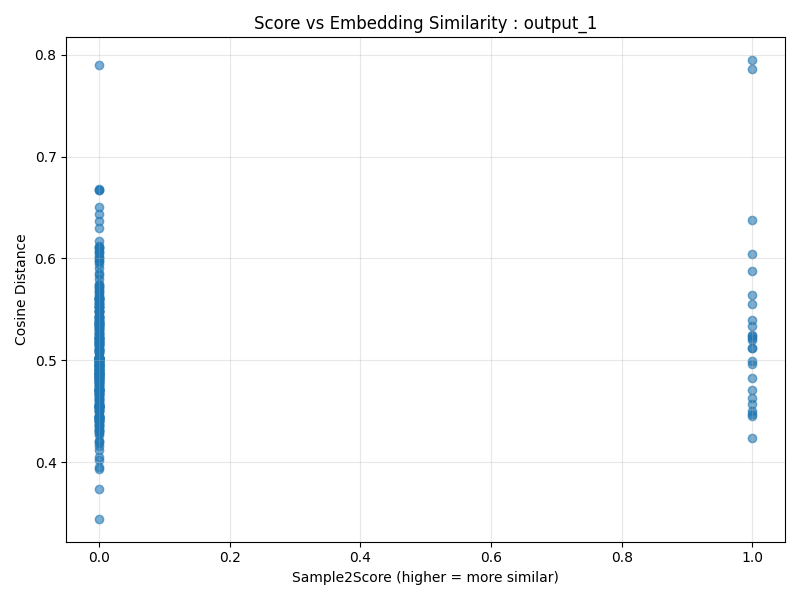 Score vs Embedding Similarity : output_1
Cosine Distance
0.8
0.7
0.6
0.5
0.4
0.0 0.2 0.4 0.6 0.8 1.0
Sample2Score (higher = more similar)